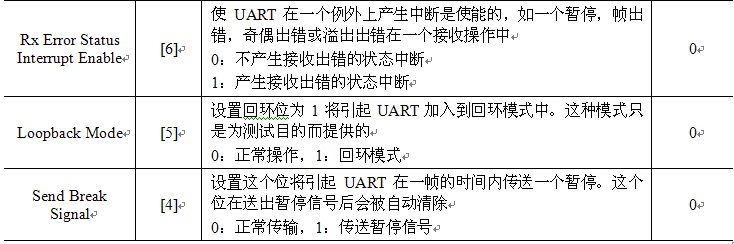 Rx Error Status
Interrupt Enable
[6]
使 UART 在一个例外上产生中断是使能的，如一个暂停，帧出
错，奇偶出错或溢出出错在一个接收操作中
0：不产生接收出错的状态中断
1：产生接收出错的状态中断
0
Loopback Mode
[5]
设置回环位为 1 将引起 UART 加入到回环模式中。这种模式只
是为测试目的而提供的
0：正常操作，1：回环模式
0
Send Break
Signal
[4]
设置这个位将引起 UART 在一帧的时间内传送一个暂停。这个
位在送出暂停信号后会被自动清除
0：正常传输，1：传送暂停信号
0